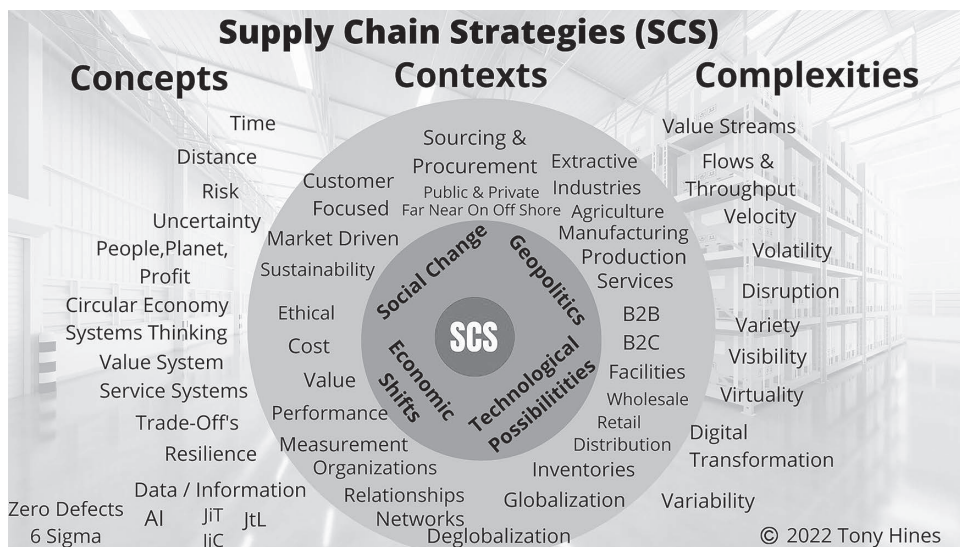 Supply Chain Strategies (SCS)
Concepts
Time
Distance
Risk
Uncertainty
People,Planet,
Profit
Circular Economy
Systems Thinking
Value System
Service Systems
Trade-Off's
Resilience
Data / Information
Zero Defects
6 Sigma
AI
JiT
JiC
JtL
Contexts
Sourcing &
Procurement
Public & Private
Far Near On Off Shore
Customer
Focused
Market Driven
Sustainability
Ethical
Cost
Value
Performance
Measurement
Organizations
Relationships
Networks
Deglobalization
Extractive
Industries
Agriculture
Manufacturing
Production
Services
B2B
B2C
Facilities
Wholesale
Retail
Distribution
Inventories
Globalization
Social Change
Geopolitics
Economic
Shifts
Technological
Possibilitities
SCS
Complexities
Value Streams
Flows &
Throughput
Velocity
Volatility
Disruption
Variety
Visibility
Virtuality
Digital
Transformation
Variability
© 2022 Tony Hines